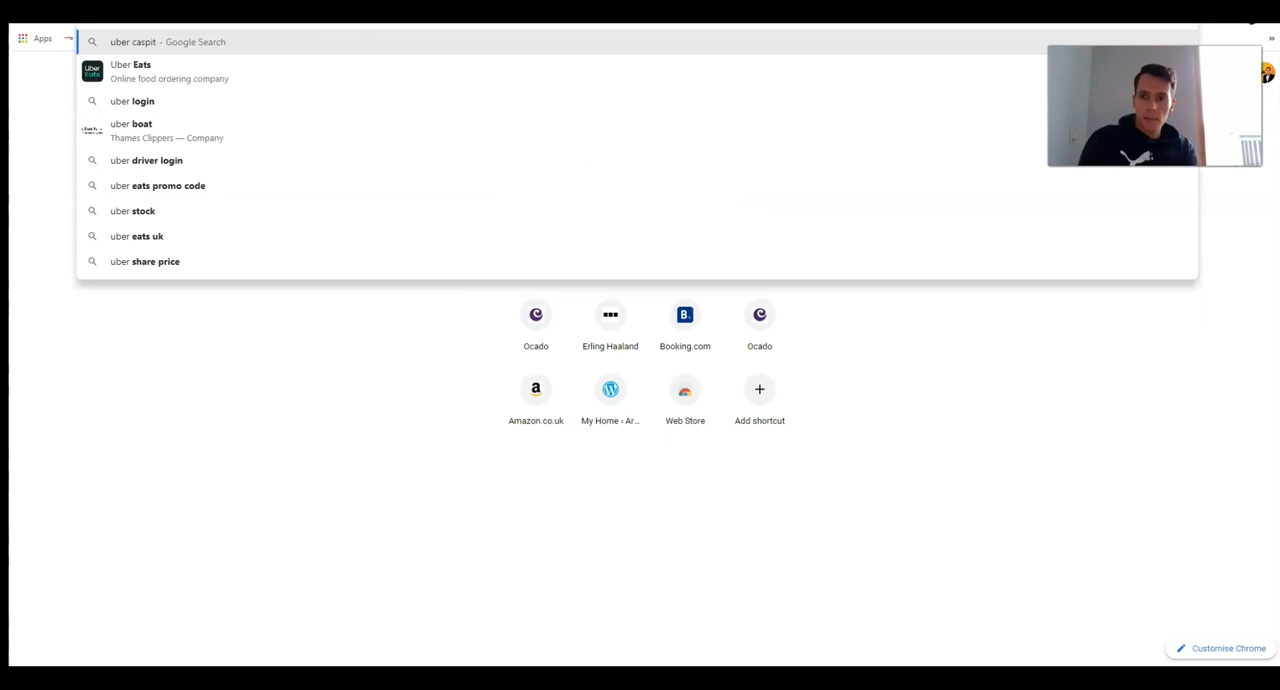 Apps
»
uber caspit - Google Search
Uber Eats
Uber Eats
Online food ordering company
uber login
uber boat
Thames Clippers — Company
uber driver login
uber eats promo code
uber stock
uber eats uk
uber share price
Ocado
Erling Haaland
B.
Booking.com
Ocado
a
Amazon.co.uk
My Home ‹ Ar...
Web Store
Add shortcut
Customise Chrome